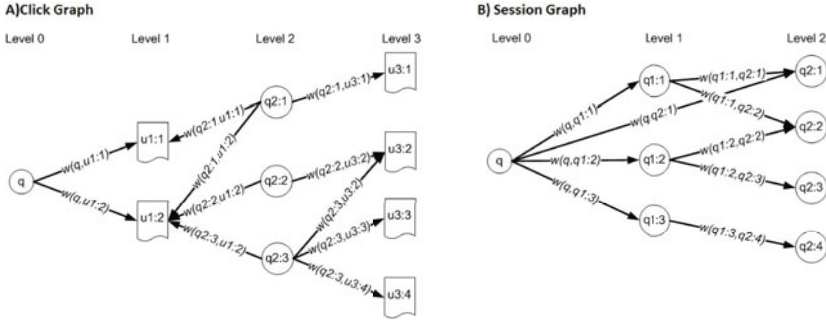 A)Click Graph
Level 0
Level 1
Level 2
Level 3
q
w(q,u1:1)
w(q,u1:2)
u1:1
u1:2
w(q2:1,u1:1)
w(q2:1,u1:2)
w(q2:2,u1:2)
w(q2:3,u1:2)
q2:1
q2:2
q2:3
w(q2:1,u3:1)
w(q2:2,u3:2)
w(q2:3,u3:2)
w(q2:3,u3:3)
w(q2:3,u3:4)
u3:1
u3:2
u3:3
u3:4
B) Session Graph
Level 0
Level 1
Level 2
q
w(q,q1:1)
w(q,q2:1)
w(q,q1:2)
w(q,q1:3)
q1:1
q1:2
q1:3
w(q1:1,q2:1)
w(q1:1,q2:2)
w(q1:2,q2:2)
w(q1:2,q2:3)
w(q1:3,q2:4)
q2:1
q2:2
q2:3
q2:4